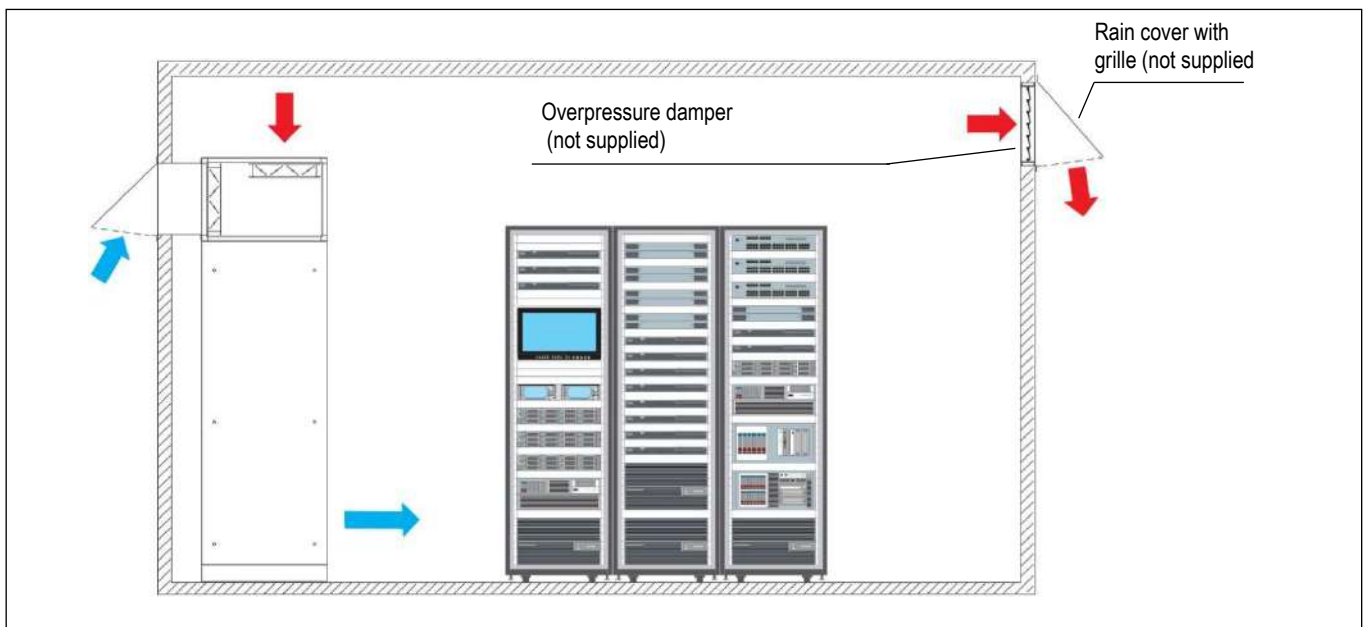 Rain cover with
grille (not supplied
Overpressure damper
(not supplied)